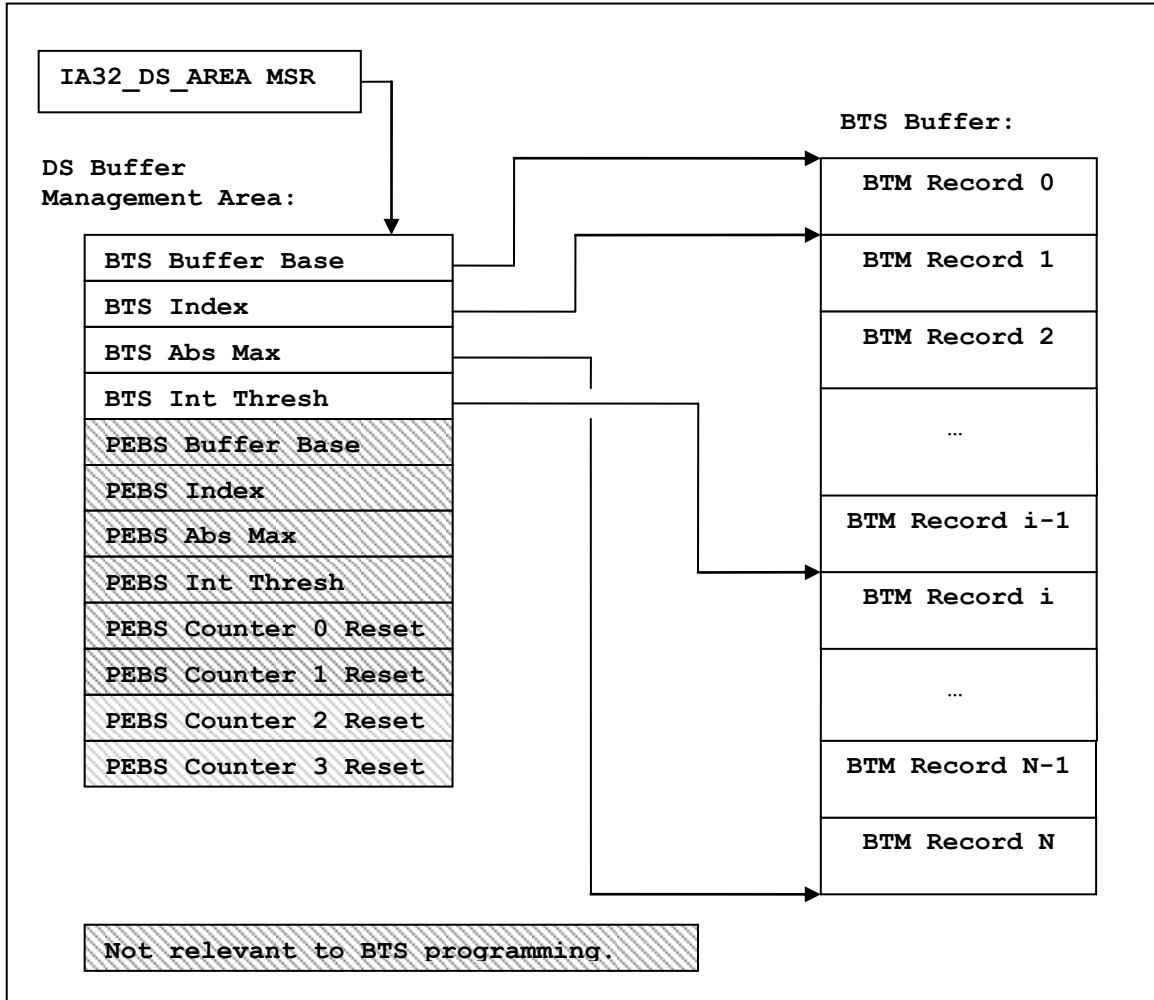 IA32_DS_AREA MSR
DS Buffer
Management Area:
BTS Buffer Base
BTS Index
BTS Abs Max
BTS Int Thresh
PEBS Buffer Base
PEBS Index
PEBS Abs Max
PEBS Int Thresh
PEBS Counter 0 Reset
PEBS Counter 1 Reset
PEBS Counter 2 Reset
PEBS Counter 3 Reset
BTS Buffer:
BTM Record 0
BTM Record 1
BTM Record 2
…
BTM Record i-1
BTM Record i
…
BTM Record N-1
BTM Record N
Not relevant to BTS programming.